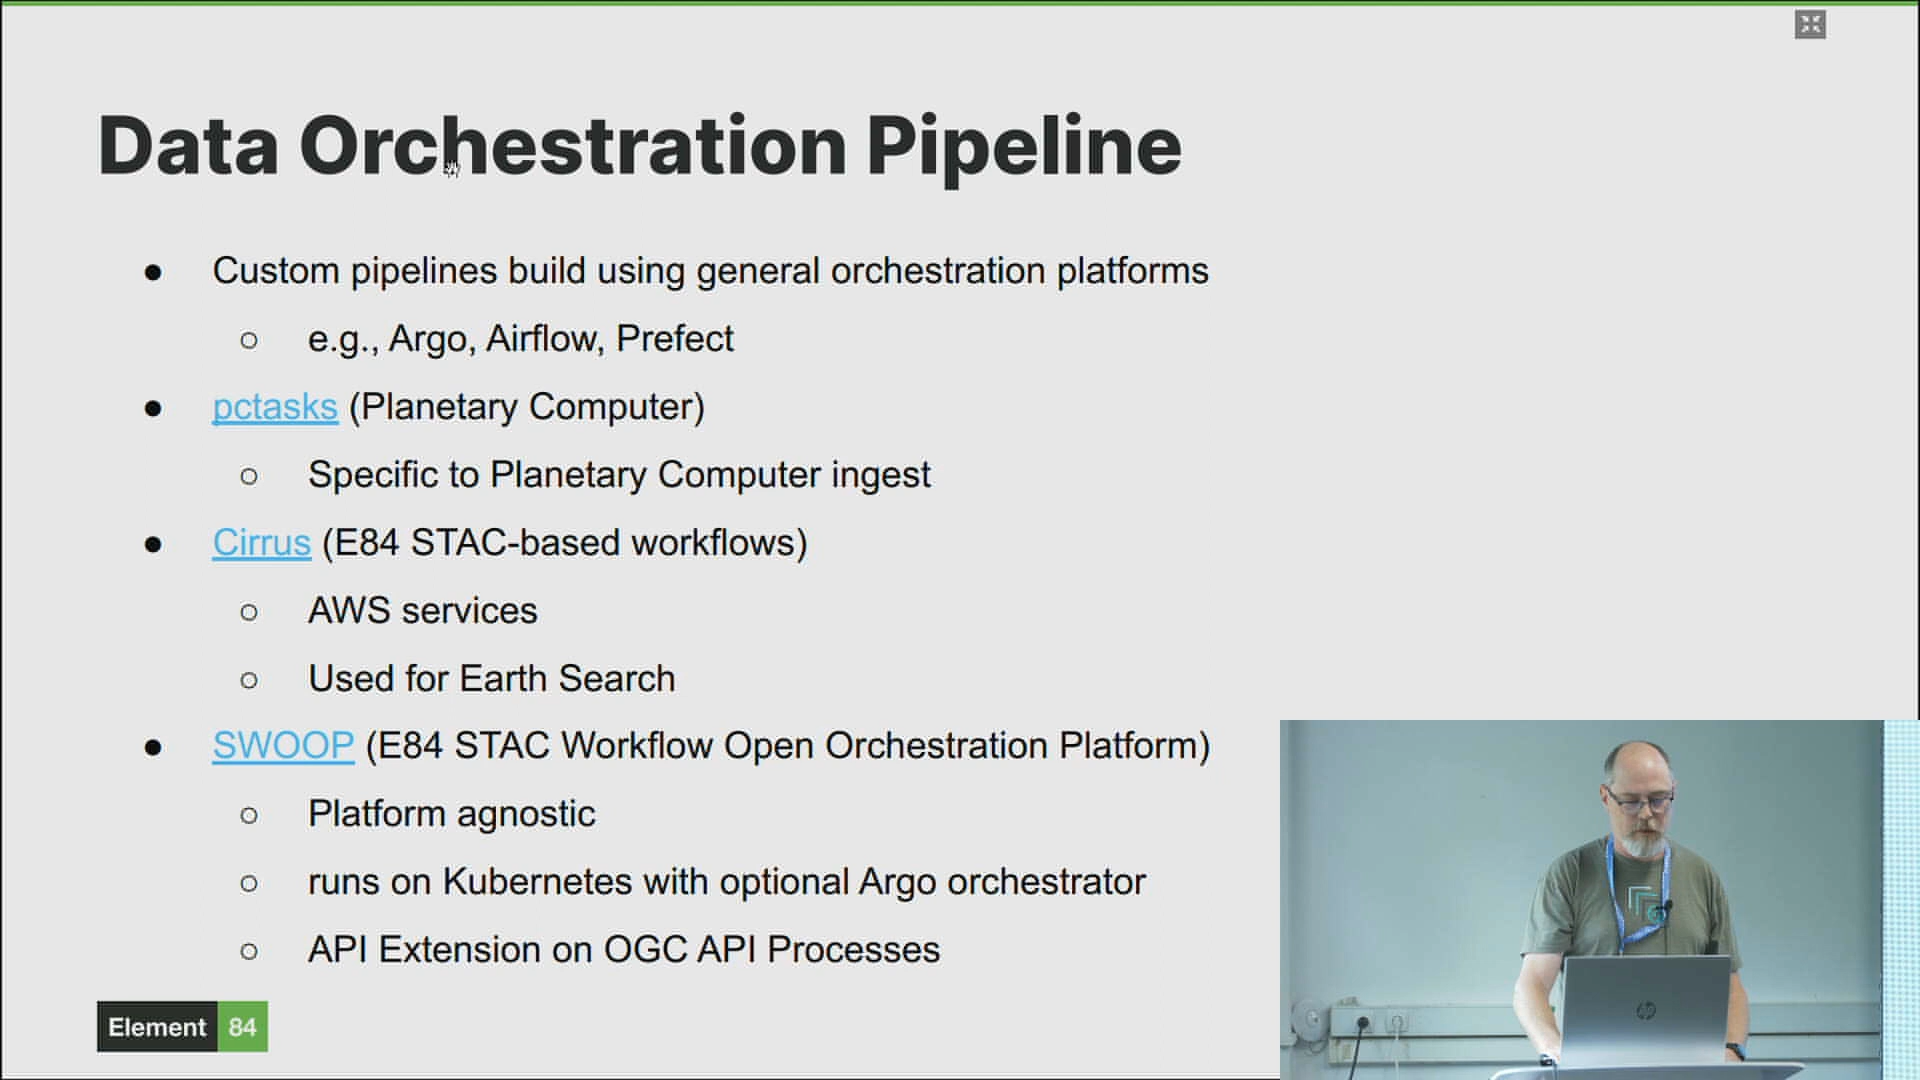 Data Orchestration Pipeline
● Custom pipelines build using general orchestration platforms
○ e.g., Argo, Airflow, Prefect
● pctasks (Planetary Computer)
○ Specific to Planetary Computer ingest
● Cirrus (E84 STAC-based workflows)
○ AWS services
○ Used for Earth Search
● SWOOP (E84 STAC Workflow Open Orchestration Platform)
○ Platform agnostic
○ runs on Kubernetes with optional Argo orchestrator
○ API Extension on OGC API Processes
Element 84
hp